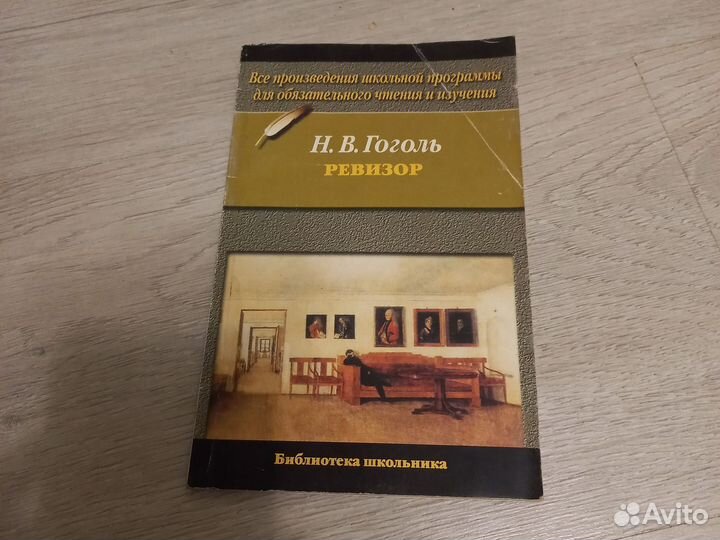 Все произведения школьной программы
для обязательного чтения и изучения
Н. В. Гоголь
РЕВИЗОР
Библиотека школьника
Avito